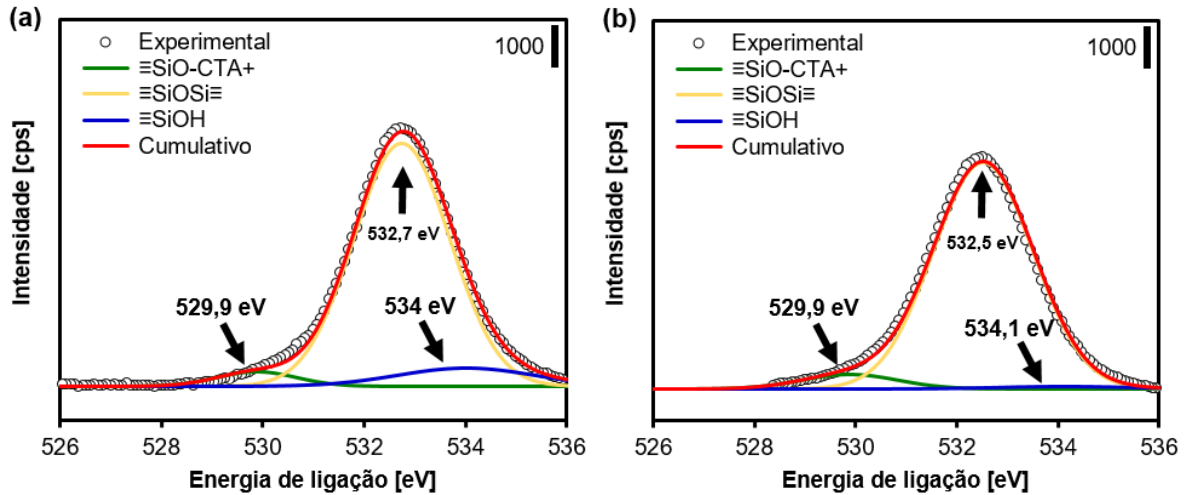 (a)
Experimental
≡SiO-CTA+
≡SiOSi≡
≡SiOH
Cumulativo
1000
532,7 eV
529,9 eV
534 eV
Intensidade [cps]
526 528 530 532 534 536
Energia de ligação [eV]
(b)
Experimental
≡SiO-CTA+
≡SiOSi≡
≡SiOH
Cumulativo
1000
532,5 eV
529,9 eV
534,1 eV
Intensidade [cps]
526 528 530 532 534 536
Energia de ligação [eV]